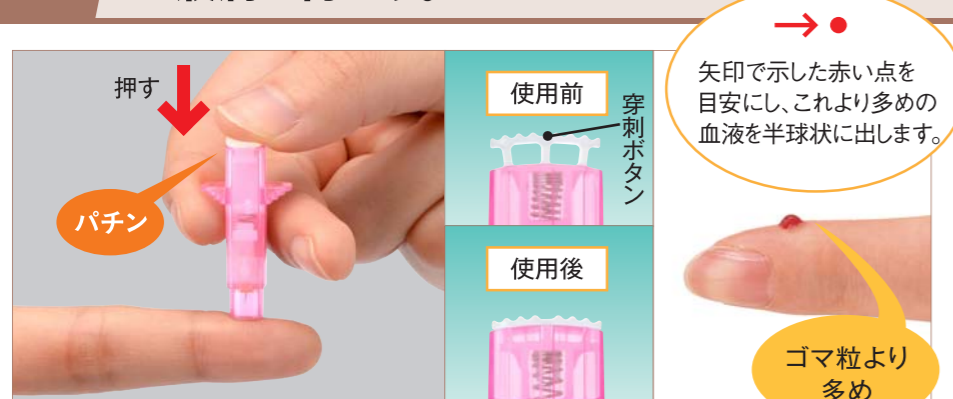 押す
パチン
使用前
穿刺ボタン
使用後
矢印で示した赤い点を
目安にし、これより多めの
血液を半球状に出します。
ゴマ粒より
多め